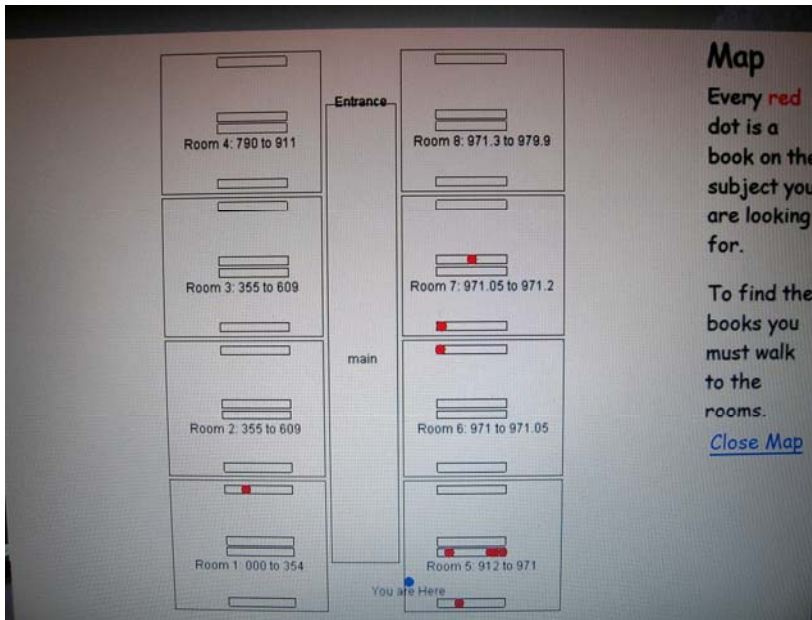 Entrance
Room 4: 790 to 911
Room 8: 971.3 to 979.9
Room 3: 355 to 609
Room 7: 971.05 to 971.2
main
Room 2: 355 to 609
Room 6: 971 to 971.05
Room 1: 000 to 354
Room 5: 912 to 971
You are Here
Map
Every red
dot is a
book on the
subject you
are looking
for.
To find the
books you
must walk
to the
rooms.
Close Map